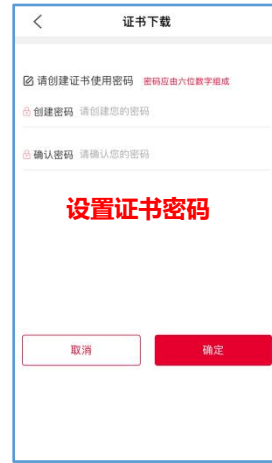 证书下载
请创建证书使用密码 密码应由六位数字组成
创建密码 请创建您的密码
确认密码 请确认您的密码
设置证书密码
取消 确定